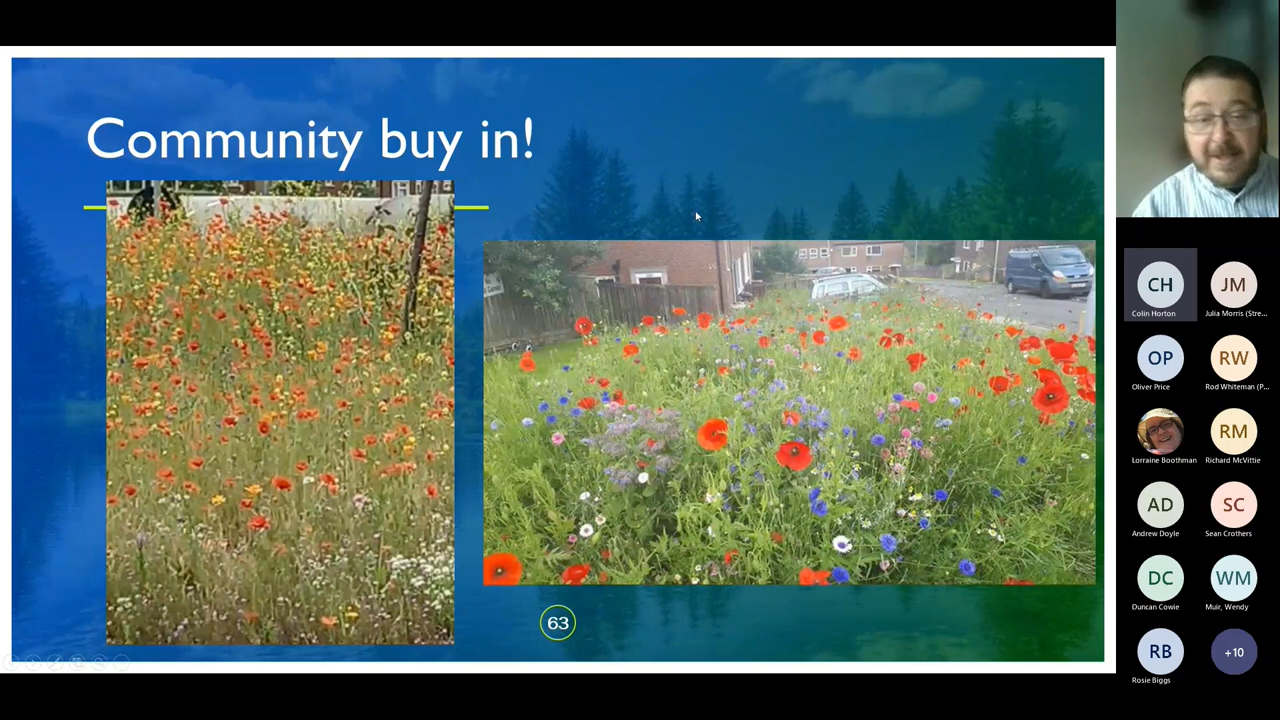 Community buy in!
63
CH
Colin Horton
JM
Julia Morris (Stre...
OP
Oliver Price
RW
Rod Whiteman (P...
Lorraine Boothman
RM
Richard McVittie
AD
Andrew Doyle
SC
Sean Crothers
DC
Duncan Cowie
WM
Muir, Wendy
RB
Rosie Biggs
+10